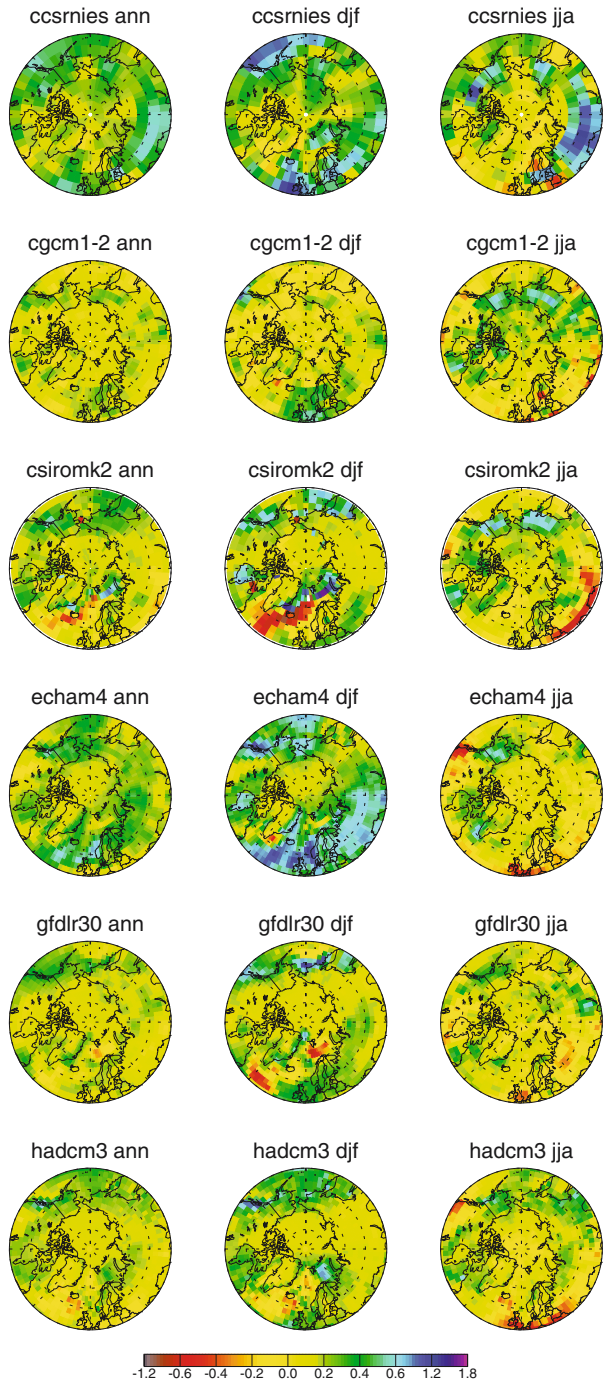 ccsrnies ann ccsrnies djf ccsrnies jja
cgcm1-2 ann cgcm1-2 djf cgcm1-2 jja
csiromk2 ann csiromk2 djf csiromk2 jja
echam4 ann echam4 djf echam4 jja
gfdlr30 ann gfdlr30 djf gfdlr30 jja
hadcm3 ann hadcm3 djf hadcm3 jja
-1.2 -0.6 -0.4 -0.2 0.0 0.2 0.4 0.6 1.2 1.8